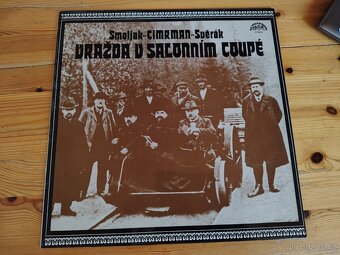 Smoljak-CIMRMAN-Svěrák
VRAŽDA V SALONNÍM COUPÉ